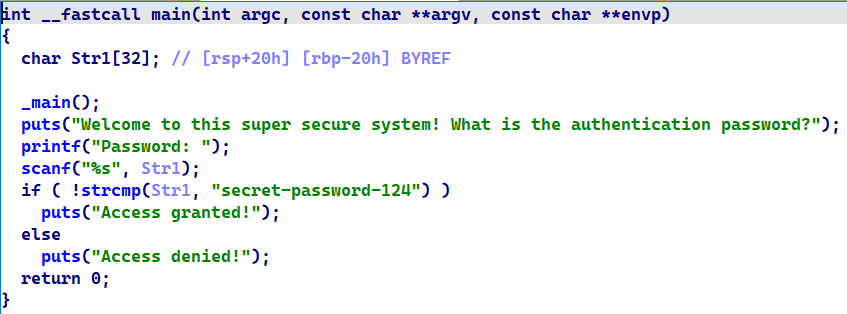 int __fastcall main(int argc, const char **argv, const char **envp)
{
  char Str1[32]; // [rsp+20h] [rbp-20h] BYREF

  _main();
  puts("Welcome to this super secure system! What is the authentication password?");
  printf("Password: ");
  scanf("%s", Str1);
  if ( !strcmp(Str1, "secret-password-124") )
    puts("Access granted!");
  else
    puts("Access denied!");
  return 0;
}